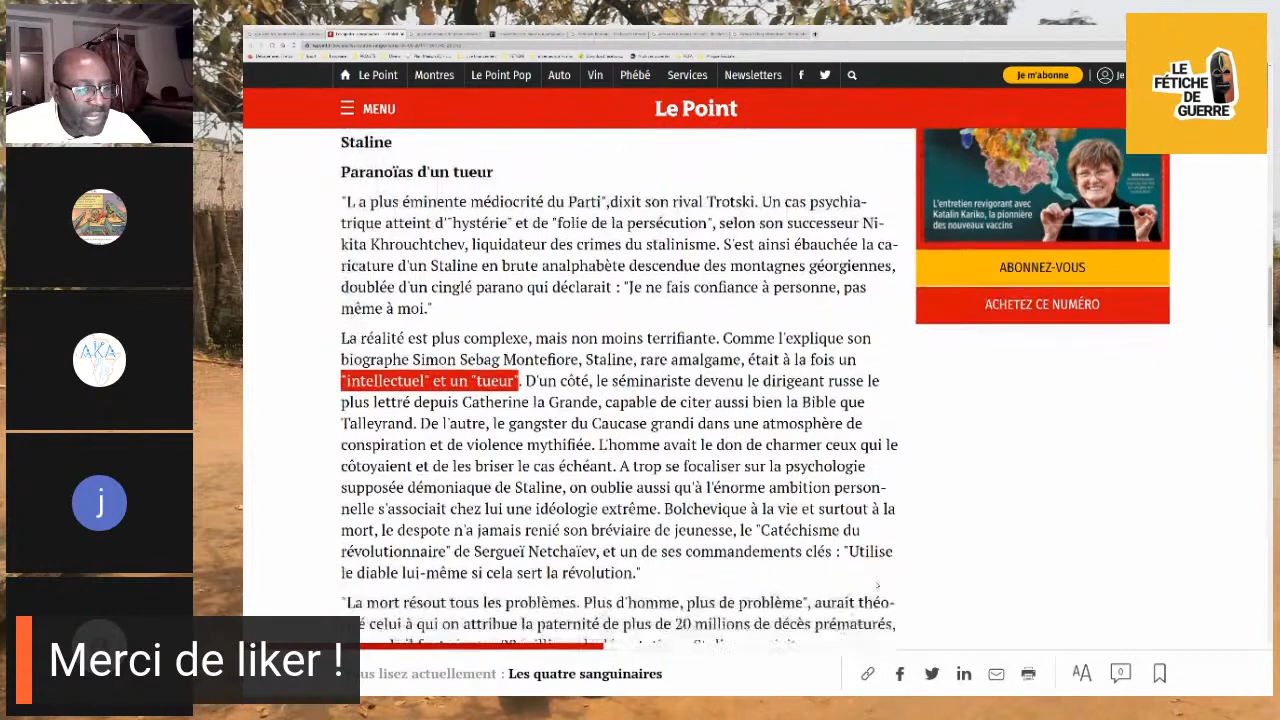 Le Point
Montres
Le Point Pop
Auto
Vin
Phébé
Services
Newsletters
Je m'abonne
Je
MENU
Le Point
LE
FÉTICHE
DE
GUERRE
Staline
Paranoïas d'un tueur
"L a plus éminente médiocrité du Parti",dixit son rival Trotski. Un cas psychia-
trique atteint d'"hystérie" et de "folie de la persécution", selon son successeur Ni-
kita Khrouchtchev, liquidateur des crimes du stalinisme. S'est ainsi ébauchée la ca-
ricature d'un Staline en brute analphabète descendue des montagnes géorgiennes,
doublée d'un cinglé parano qui déclarait : "Je ne fais confiance à personne, pas
même à moi."
La réalité est plus complexe, mais non moins terrifiante. Comme l'explique son
biographe Simon Sebag Montefiore, Staline, rare amalgame, était à la fois un
"intellectuel" et un "tueur". D'un côté, le séminariste devenu le dirigeant russe le
plus lettré depuis Catherine la Grande, capable de citer aussi bien la Bible que
Talleyrand. De l'autre, le gangster du Caucase grandi dans une atmosphère de
conspiration et de violence mythifiée. L'homme avait le don de charmer ceux qui le
côtoyaient et de les briser le cas échéant. A trop se focaliser sur la psychologie
supposée démoniaque de Staline, on oublie aussi qu'à l'énorme ambition person-
nelle s'associait chez lui une idéologie extrême. Bolchevique à la vie et surtout à la
mort, le despote n'a jamais renié son bréviaire de jeunesse, le "Catéchisme du
révolutionnaire" de Sergueï Netchaïev, et un de ses commandements clés : "Utilise
le diable lui-même si cela sert la révolution."
"La mort résout tous les problèmes. Plus d'homme, plus de problème", aurait théo-
celui à qui on attribue la paternité de plus de 20 millions de décès prématurés,
L'entretien revigorant avec
Katalin Kariko, la pionnière
des nouveaux vaccins
ABONNEZ-VOUS
ACHETEZ CE NUMÉRO
AKA
j
Merci de liker !
lisez actuellement : Les quatre sanguinaires
AA
0